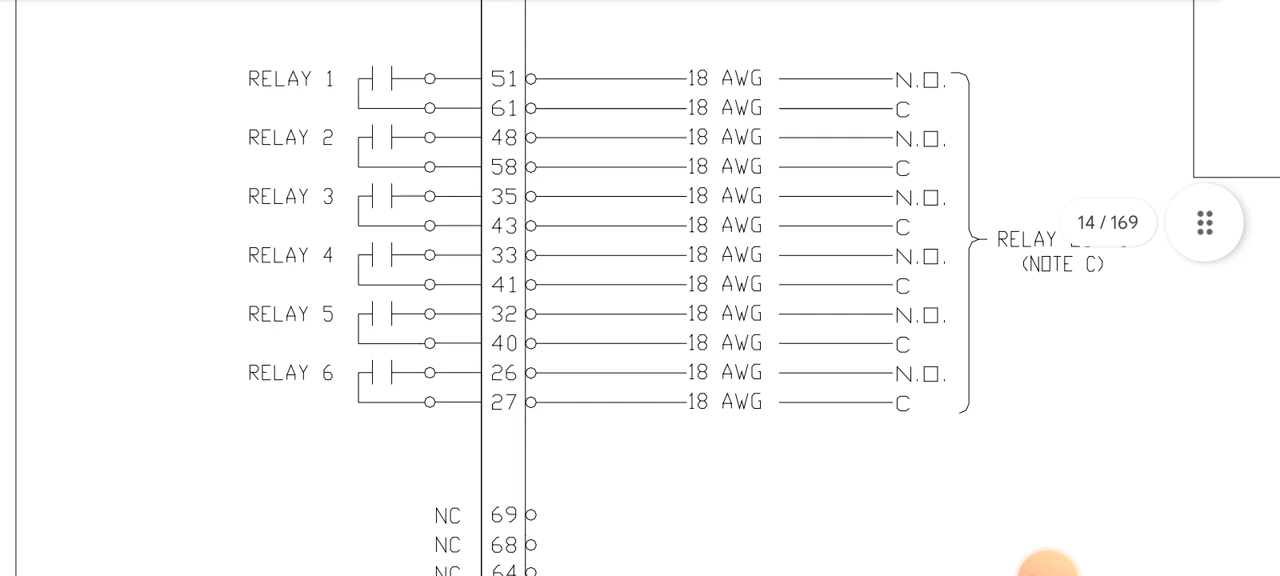 RELAY 1 51 18 AWG N.O.
61 18 AWG C
RELAY 2 48 18 AWG N.O.
58 18 AWG C
RELAY 3 35 18 AWG N.O.
43 18 AWG C
14 / 169
RELAY
RELAY 4 33 18 AWG N.O.
(NOTE C)
41 18 AWG C
RELAY 5 32 18 AWG N.O.
40 18 AWG C
RELAY 6 26 18 AWG N.O.
27 18 AWG C
NC 69
NC 68
NC 64